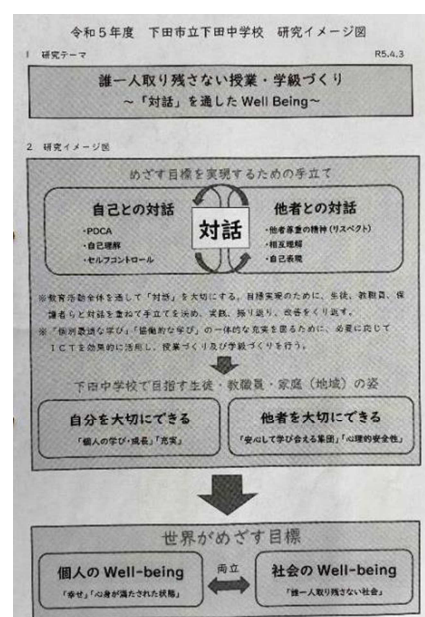 令和５年度　下田市立下田中学校　研究イメージ図
1　研究テーマ
R5.4.3
誰一人取り残さない授業・学級づくり
～「対話」を通した Well Being～
2　研究イメージ図
めざす目標を実現するための手立て
自己との対話
・PDCA
・自己理解
・セルフコントロール
対話
他者との対話
・他者尊重の精神(リスペクト)
・相互理解
・自己表現
※教育活動全体を通して「対話」を大切にする。目標実現のために、生徒、教職員、保
護者らと対話を重ねて手立てを決め、実践、振り返り、改善をくり返す。
※「個別最適な学び」「協働的な学び」の一体的な充実を図るために、必要に応じて
ICTを効果的に活用し、授業づくり及び学級づくりを行う。
下田中学校で目指す生徒・教職員・家庭（地域）の姿
自分を大切にできる
「個人の学び・成長」「充実」
他者を大切にできる
「安心して学び合える集団」「心理的安全性」
世界がめざす目標
個人の Well-being
「幸せ」「心身が満たされた状態」
両立
社会の Well-being
「誰一人取り残さない社会」